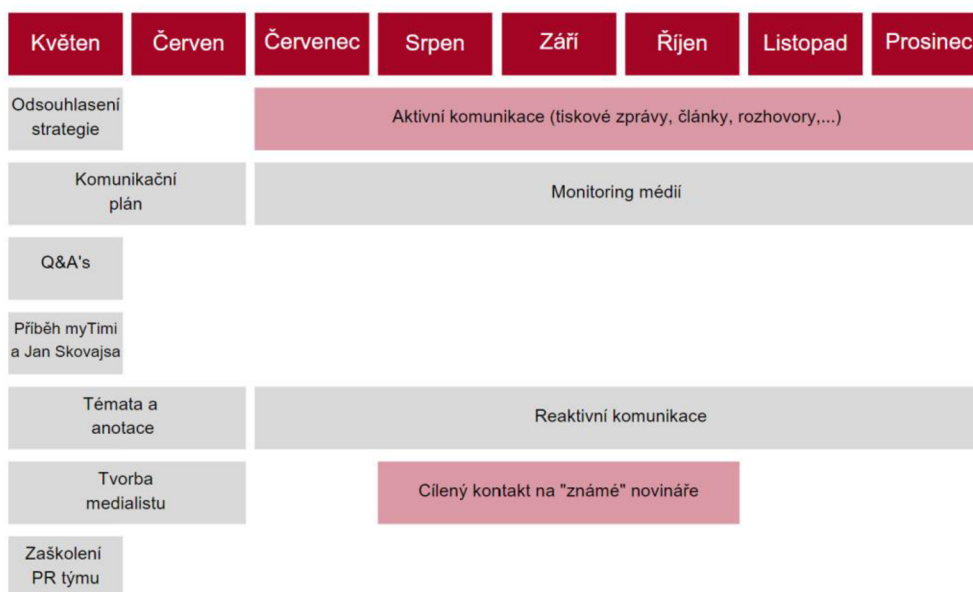 Květen Červen Červenec Srpen Září Říjen Listopad Prosinec
Odsouhlasení
strategie
Aktivní komunikace (tiskové zprávy, články, rozhovory,...)
Komunikační
plán
Monitoring médií
Q&A's
Příběh myTimi
a Jan Skovajsa
Témata a
anotace
Reaktivní komunikace
Tvorba
medialistu
Cílený kontakt na "známé" novináře
Zaškolení
PR týmu